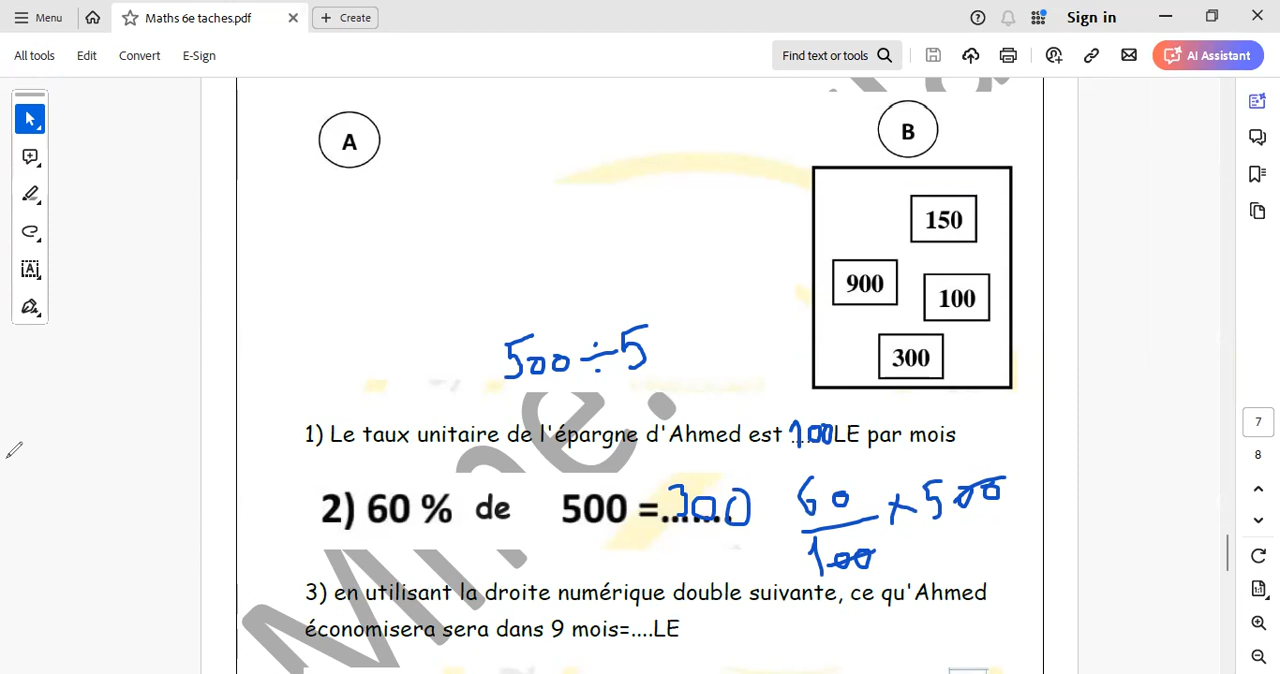 Menu
Maths 6e taches.pdf
Create
Sign in
All tools
Edit
Convert
E-Sign
Find text or tools
AI Assistant
A
B
150
900
100
300
500 ÷ 5
1) Le taux unitaire de l'épargne d'Ahmed est 100 LE par mois
2) 60 % de 500 =....... 300
60
100
× 500
3) en utilisant la droite numérique double suivante, ce qu'Ahmed
économisera sera dans 9 mois=....LE
7
8